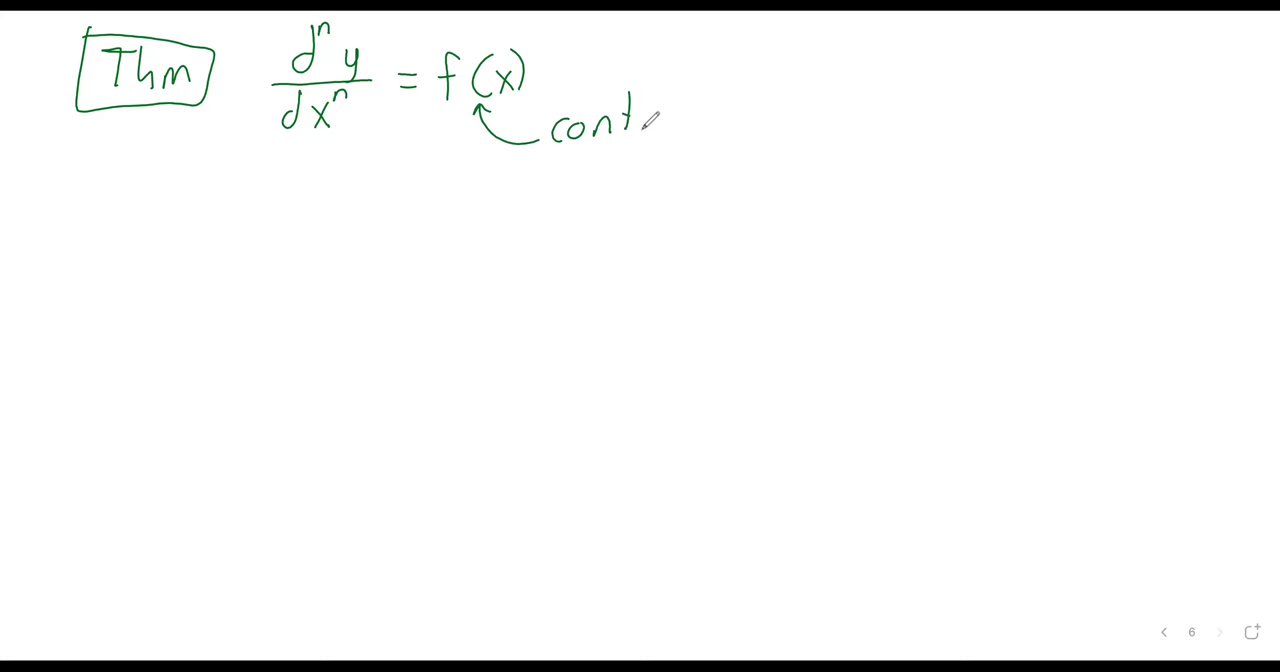 Thm d^n y / dx^n = f(x)
cont
6